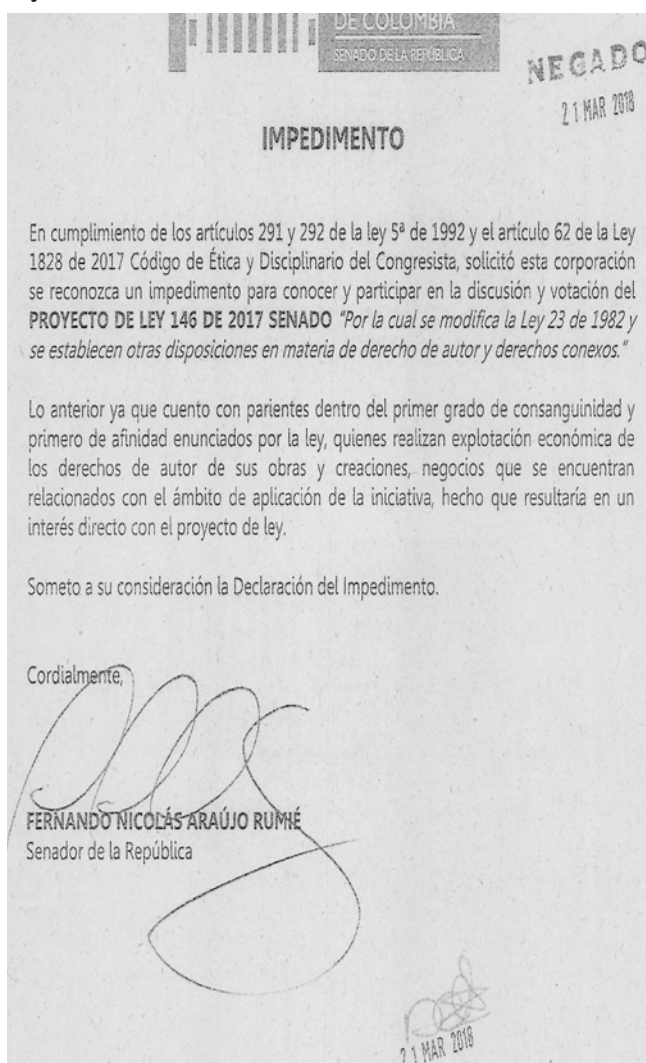 DE COLOMBIA
SENADO DE LA REPÚBLICA
NEGADO
21 MAR 2018
IMPEDIMENTO
En cumplimiento de los artículos 291 y 292 de la ley 5ª de 1992 y el artículo 62 de la Ley
1828 de 2017 Código de Ética y Disciplinario del Congresista, solicitó esta corporación
se reconozca un impedimento para conocer y participar en la discusión y votación del
PROYECTO DE LEY 146 DE 2017 SENADO "Por la cual se modifica la Ley 23 de 1982 y
se establecen otras disposiciones en materia de derecho de autor y derechos conexos."
Lo anterior ya que cuento con parientes dentro del primer grado de consanguinidad y
primero de afinidad enunciados por la ley, quienes realizan explotación económica de
los derechos de autor de sus obras y creaciones, negocios que se encuentran
relacionados con el ámbito de aplicación de la iniciativa, hecho que resultaría en un
interés directo con el proyecto de ley.
Someto a su consideración la Declaración del Impedimento.
Cordialmente,
FERNANDO NICOLÁS ARAÚJO RUMIÉ
Senador de la República
21 MAR 2018